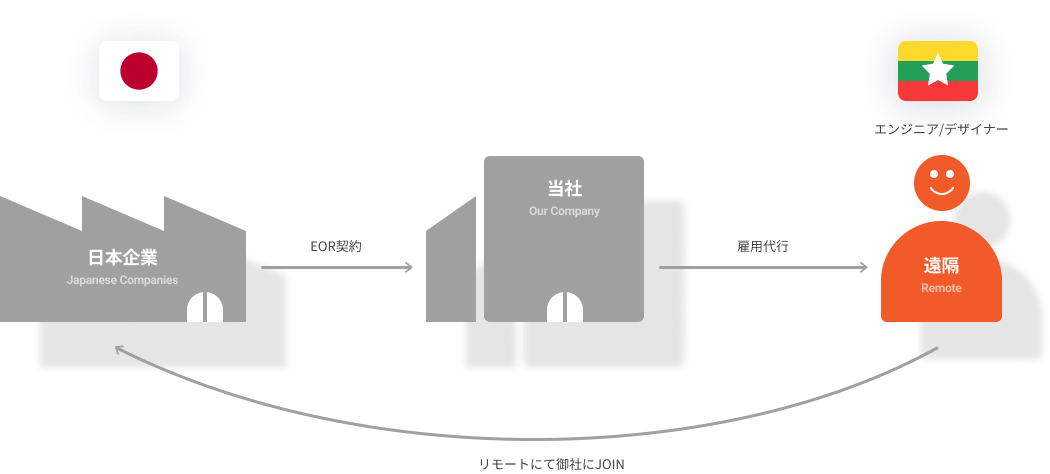 エンジニア/デザイナー
当社
Our Company
日本企業
Japanese Companies
EOR契約
雇用代行
遠隔
Remote
リモートにて御社にJOIN